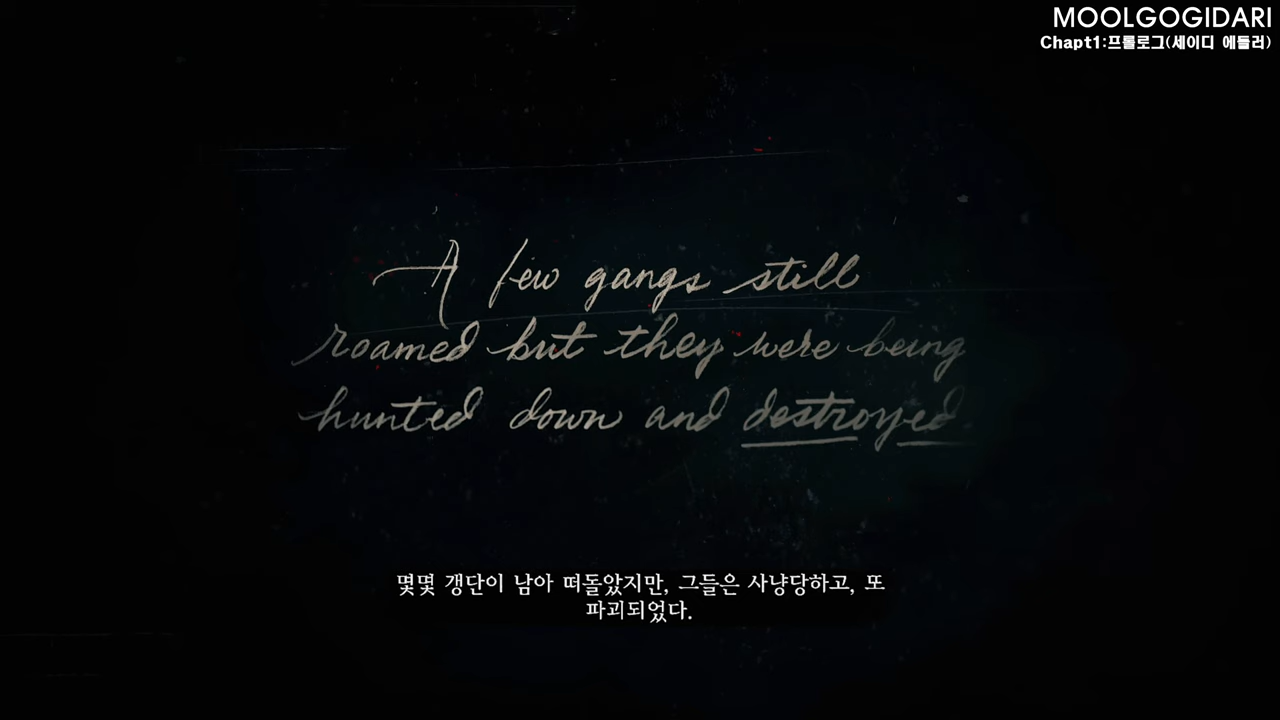 MOOLGOGIDARI
Chapt1:프롤로그(세이디 에들러)
A few gangs still
roamed but they were being
hunted down and destroyed.
몇몇 갱단이 남아 떠돌았지만, 그들은 사냥당하고, 또
파괴되었다.